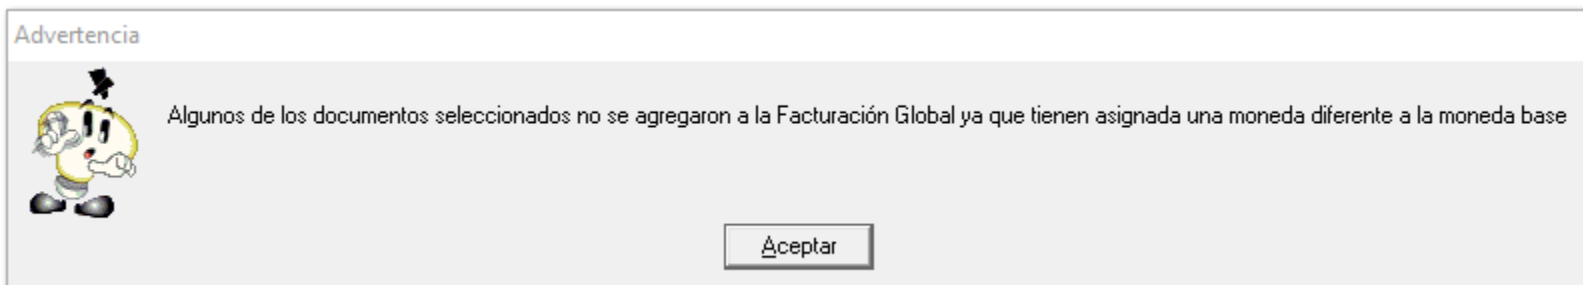 Advertencia
Algunos de los documentos seleccionados no se agregaron a la Facturación Global ya que tienen asignada una moneda diferente a la moneda base
Aceptar